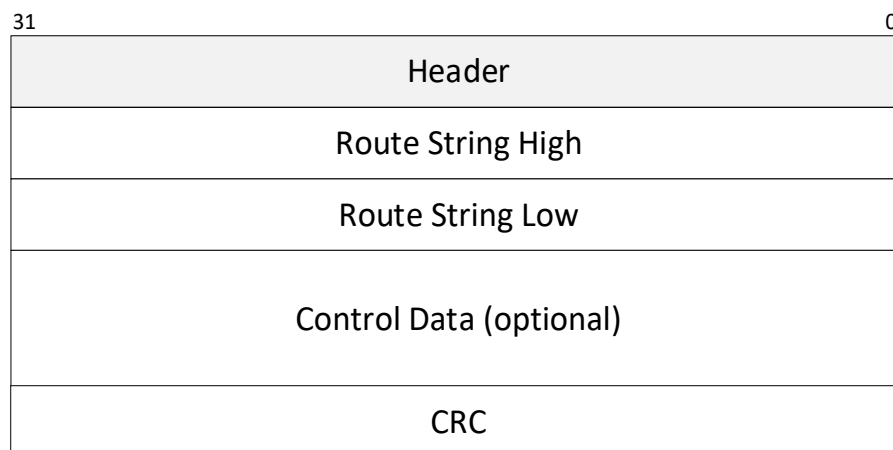 31 0
Header
Route String High
Route String Low
Control Data (optional)
CRC